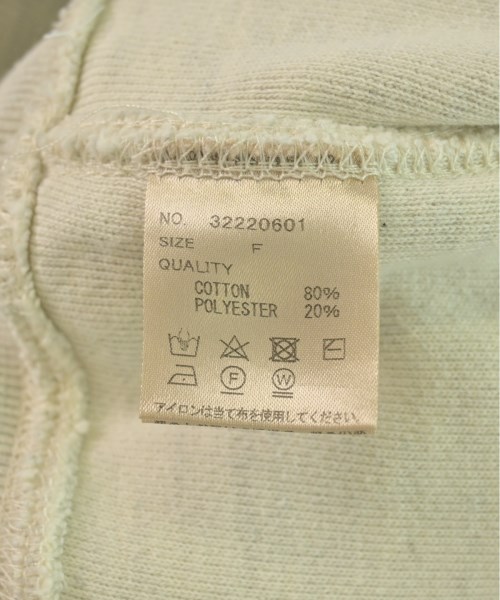 NO. 32220601
SIZE F
QUALITY
COTTON 80%
POLYESTER 20%
F W
アイロンは当て布を使用してください。